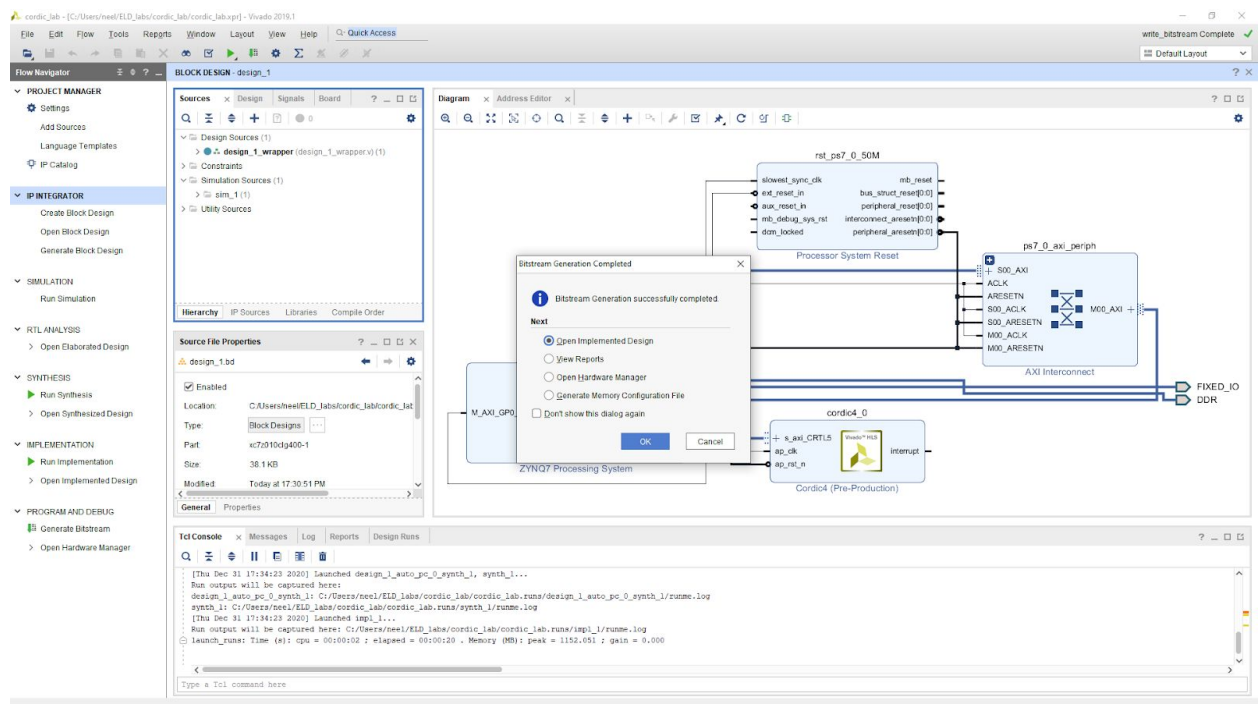 cordic_lab - [C:/Users/neel/ELD_labs/cordic_lab/cordic_lab.xpr] - Vivado 2019.1
File Edit Flow Tools Reports Window Layout View Help Quick Access
write_bitstream Complete
Default Layout
Flow Navigator
PROJECT MANAGER
Settings
Add Sources
Language Templates
IP Catalog
IP INTEGRATOR
Create Block Design
Open Block Design
Generate Block Design
SIMULATION
Run Simulation
RTL ANALYSIS
Open Elaborated Design
SYNTHESIS
Run Synthesis
Open Synthesized Design
IMPLEMENTATION
Run Implementation
Open Implemented Design
PROGRAM AND DEBUG
Generate Bitstream
Open Hardware Manager
BLOCK DESIGN - design_1
Sources Design Signals Board
0
Design Sources (1)
design_1_wrapper (design_1_wrapper.v) (1)
Constraints
Simulation Sources (1)
sim_1 (1)
Utility Sources
Hierarchy IP Sources Libraries Compile Order
Source File Properties
design_1.bd
Enabled
Location: C:/Users/neel/ELD_labs/cordic_lab/cordic_lat
Type: Block Designs
Part: xc7z010clg400-1
Size: 38.1 KB
Modified: Today at 17:30:51 PM
General Properties
Diagram Address Editor
rst_ps7_0_50M
slowest_sync_clk mb_reset
ext_reset_in bus_struct_reset[0:0]
aux_reset_in peripheral_reset[0:0]
mb_debug_sys_rst interconnect_aresetn[0:0]
dcm_locked peripheral_aresetn[0:0]
Processor System Reset
ps7_0_axi_periph
S00_AXI
ACLK
ARESETN
S00_ACLK M00_AXI
S00_ARESETN
M00_ACLK
M00_ARESETN
AXI Interconnect
FIXED_IO
DDR
M_AXI_GP0_
ZYNQ7 Processing System
cordic4_0
s_axi_CRTLS
Vivado™ HLS
ap_clk interrupt
ap_rst_n
Cordic4 (Pre-Production)
Bitstream Generation Completed
Bitstream Generation successfully completed.
Next
Open Implemented Design
View Reports
Open Hardware Manager
Generate Memory Configuration File
Don't show this dialog again
OK Cancel
Tcl Console Messages Log Reports Design Runs
[Thu Dec 31 17:34:23 2020] Launched design_1_auto_pc_0_synth_1, synth_1...
Run output will be captured here:
design_1_auto_pc_0_synth_1: C:/Users/neel/ELD_labs/cordic_lab/cordic_lab.runs/design_1_auto_pc_0_synth_1/runme.log
synth_1: C:/Users/neel/ELD_labs/cordic_lab/cordic_lab.runs/synth_1/runme.log
[Thu Dec 31 17:34:23 2020] Launched impl_1...
Run output will be captured here: C:/Users/neel/ELD_labs/cordic_lab/cordic_lab.runs/impl_1/runme.log
launch_runs: Time (s): cpu = 00:00:02 ; elapsed = 00:00:20 . Memory (MB): peak = 1152.051 ; gain = 0.000
Type a Tcl command here